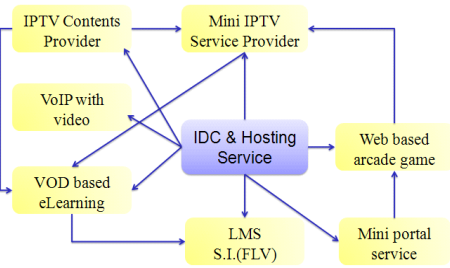 IPTV Contents
Provider
Mini IPTV
Service Provider
VoIP with
video
IDC & Hosting
Service
Web based
arcade game
VOD based
eLearning
LMS
S.I.(FLV)
Mini portal
service